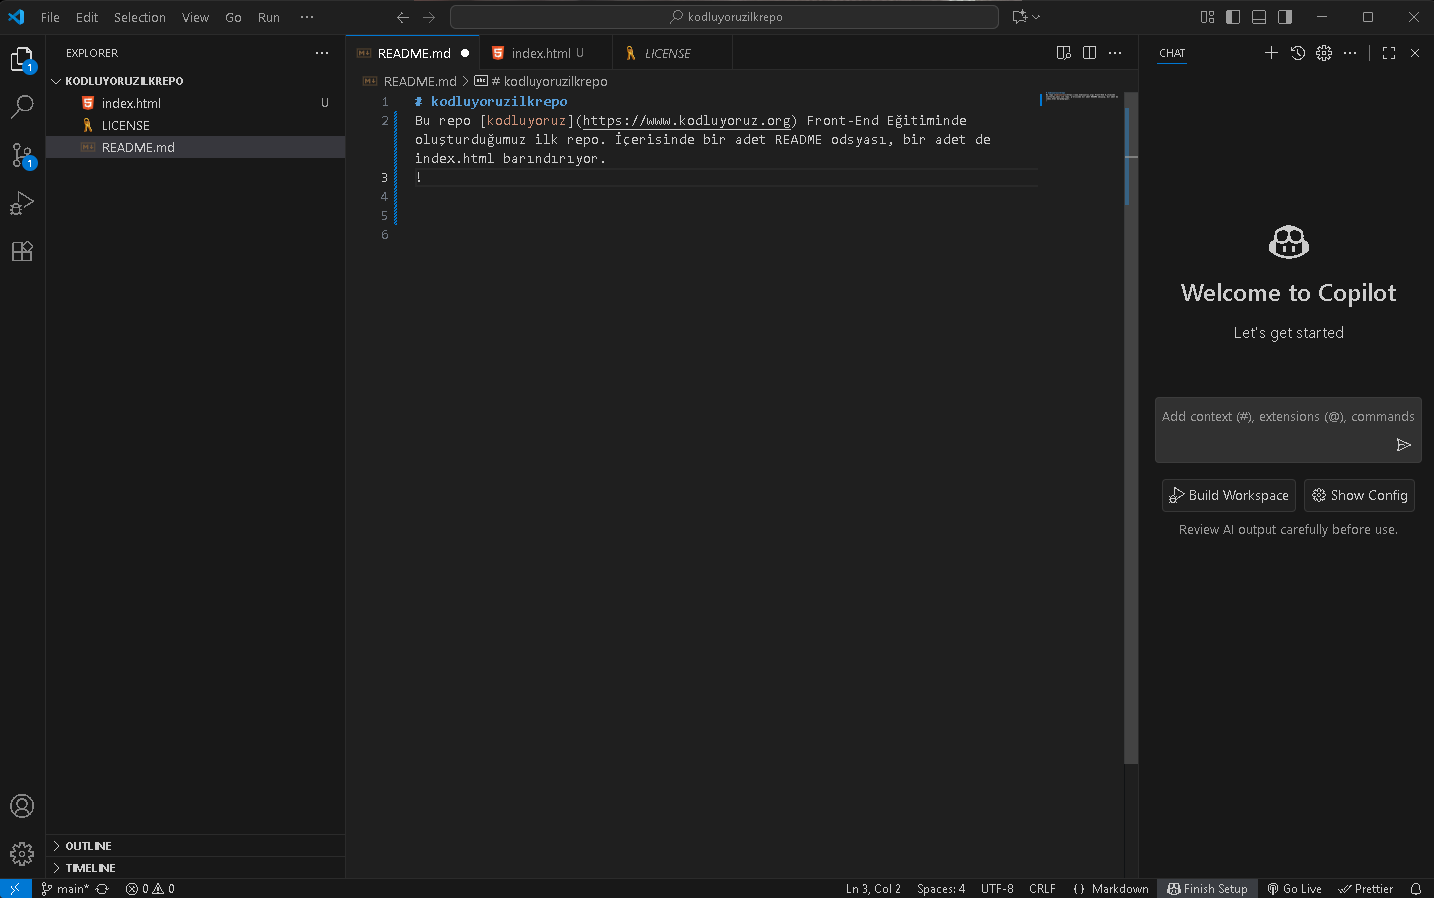 File Edit Selection View Go Run ···
kodluyoruzilkrepo
EXPLORER
KODLUYORUZILKREPO
index.html U
LICENSE
README.md
1
1
OUTLINE
TIMELINE
README.md
index.html U
LICENSE
README.md > # kodluyoruzilkrepo
1 # kodluyoruzilkrepo
2 Bu repo [kodluyoruz](https://www.kodluyoruz.org) Front-End Eğitiminde
oluşturduğumuz ilk repo. İçerisinde bir adet README odsyası, bir adet de
index.html barındırıyor.
3 !
4
5
6
CHAT
Welcome to Copilot
Let's get started
Add context (#), extensions (@), commands
Build Workspace Show Config
Review AI output carefully before use.
main* 0 0 Ln 3, Col 2 Spaces: 4 UTF-8 CRLF {} Markdown Finish Setup Go Live Prettier